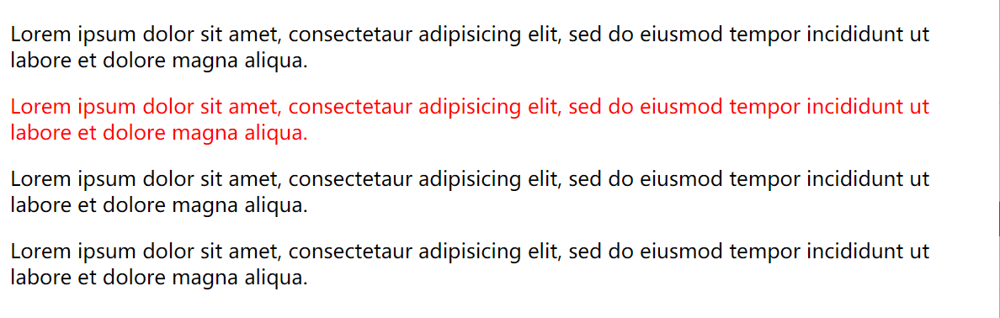 Lorem ipsum dolor sit amet, consectetaur adipisicing elit, sed do eiusmod tempor incididunt ut
labore et dolore magna aliqua.
Lorem ipsum dolor sit amet, consectetaur adipisicing elit, sed do eiusmod tempor incididunt ut
labore et dolore magna aliqua.
Lorem ipsum dolor sit amet, consectetaur adipisicing elit, sed do eiusmod tempor incididunt ut
labore et dolore magna aliqua.
Lorem ipsum dolor sit amet, consectetaur adipisicing elit, sed do eiusmod tempor incididunt ut
labore et dolore magna aliqua.